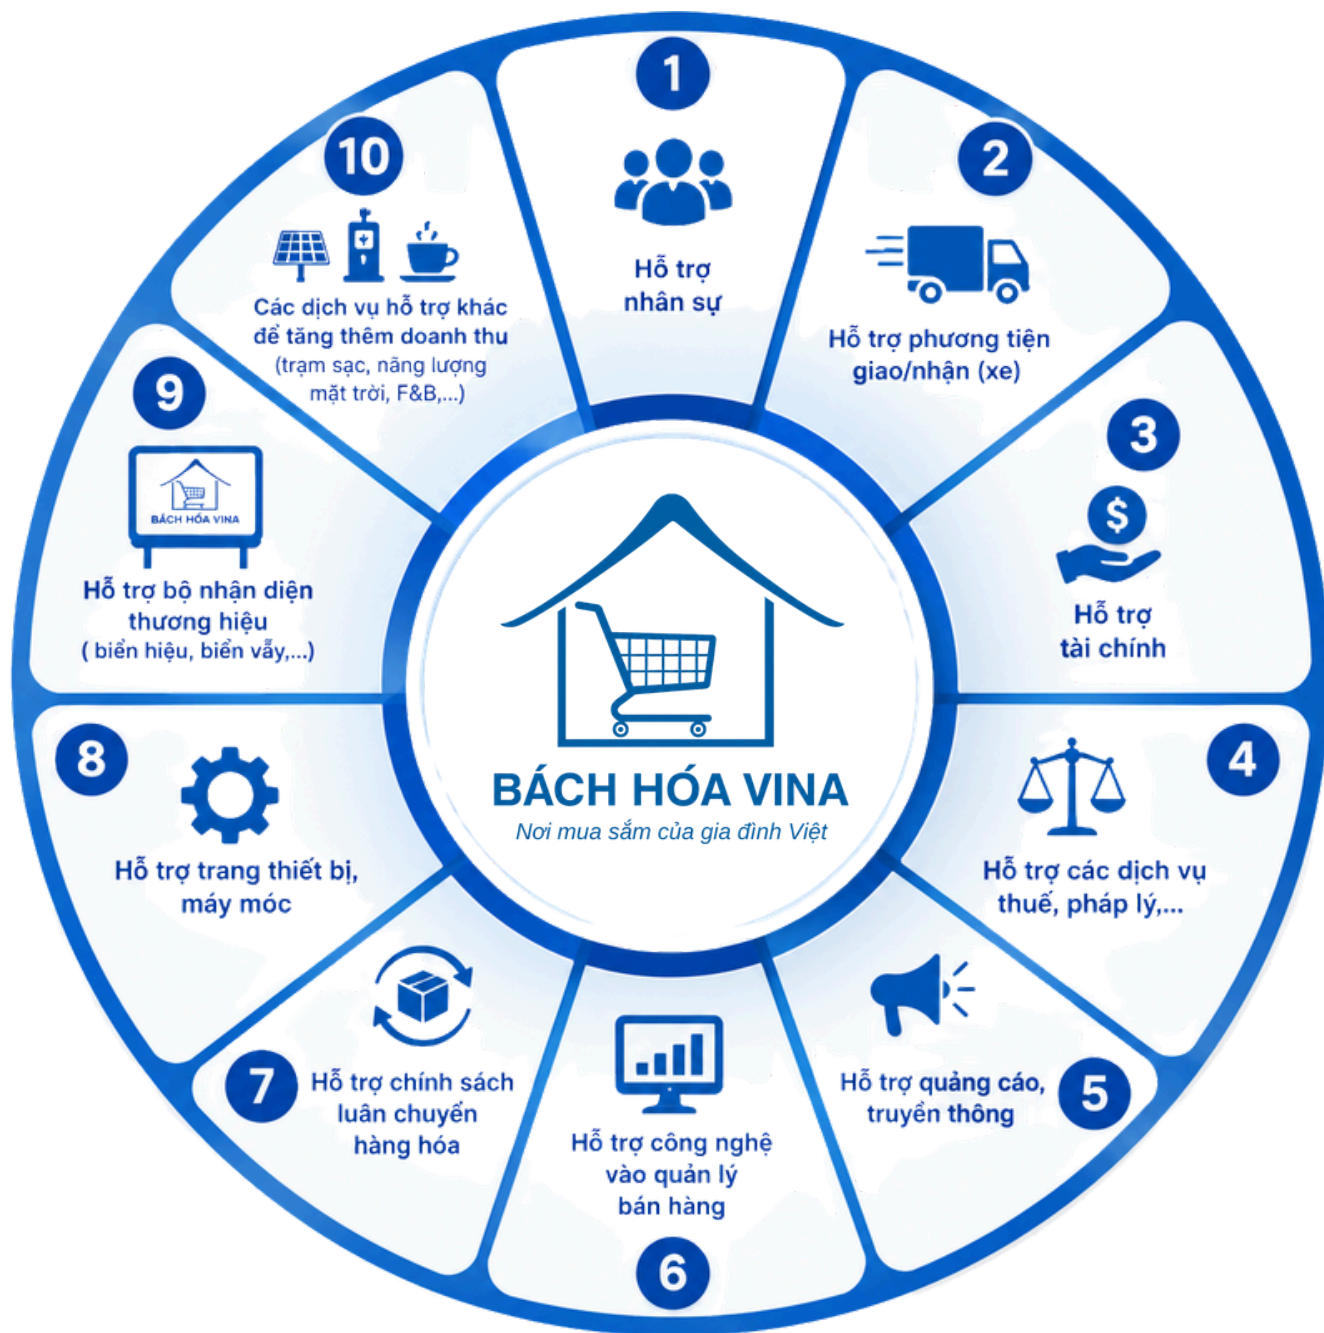 1
Hỗ trợ
nhân sự
2
Hỗ trợ phương tiện
giao/nhận (xe)
3
$
Hỗ trợ
tài chính
4
Hỗ trợ các dịch vụ
thuế, pháp lý,...
5
Hỗ trợ quảng cáo,
truyền thông
6
Hỗ trợ công nghệ
vào quản lý
bán hàng
7
Hỗ trợ chính sách
luân chuyển
hàng hóa
8
Hỗ trợ trang thiết bị,
máy móc
9
BÁCH HÓA VINA
Hỗ trợ bộ nhận diện
thương hiệu
( biển hiệu, biển vẫy,...)
10
Các dịch vụ hỗ trợ khác
để tăng thêm doanh thu
(trạm sạc, năng lượng
mặt trời, F&B,...)
BÁCH HÓA VINA
Nơi mua sắm của gia đình Việt